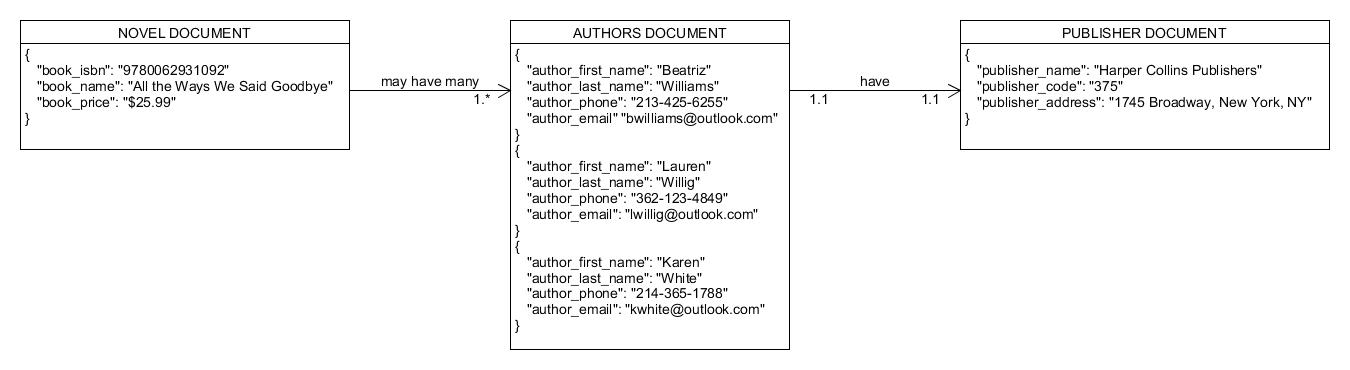 NOVEL DOCUMENT
{
"book_isbn": "9780062931092"
"book_name": "All the Ways We Said Goodbye"
"book_price": "$25.99"
}
may have many
1.*
AUTHORS DOCUMENT
{
"author_first_name": "Beatriz"
"author_last_name": "Williams"
"author_phone": "213-425-6255"
"author_email" "bwilliams@outlook.com"
}
{
"author_first_name": "Lauren"
"author_last_name": "Willig"
"author_phone": "362-123-4849"
"author_email": "lwillig@outlook.com"
}
{
"author_first_name": "Karen"
"author_last_name": "White"
"author_phone": "214-365-1788"
"author_email": "kwhite@outlook.com"
}
have
1.1
1.1
PUBLISHER DOCUMENT
{
"publisher_name": "Harper Collins Publishers"
"publisher_code": "375"
"publisher_address": "1745 Broadway, New York, NY"
}